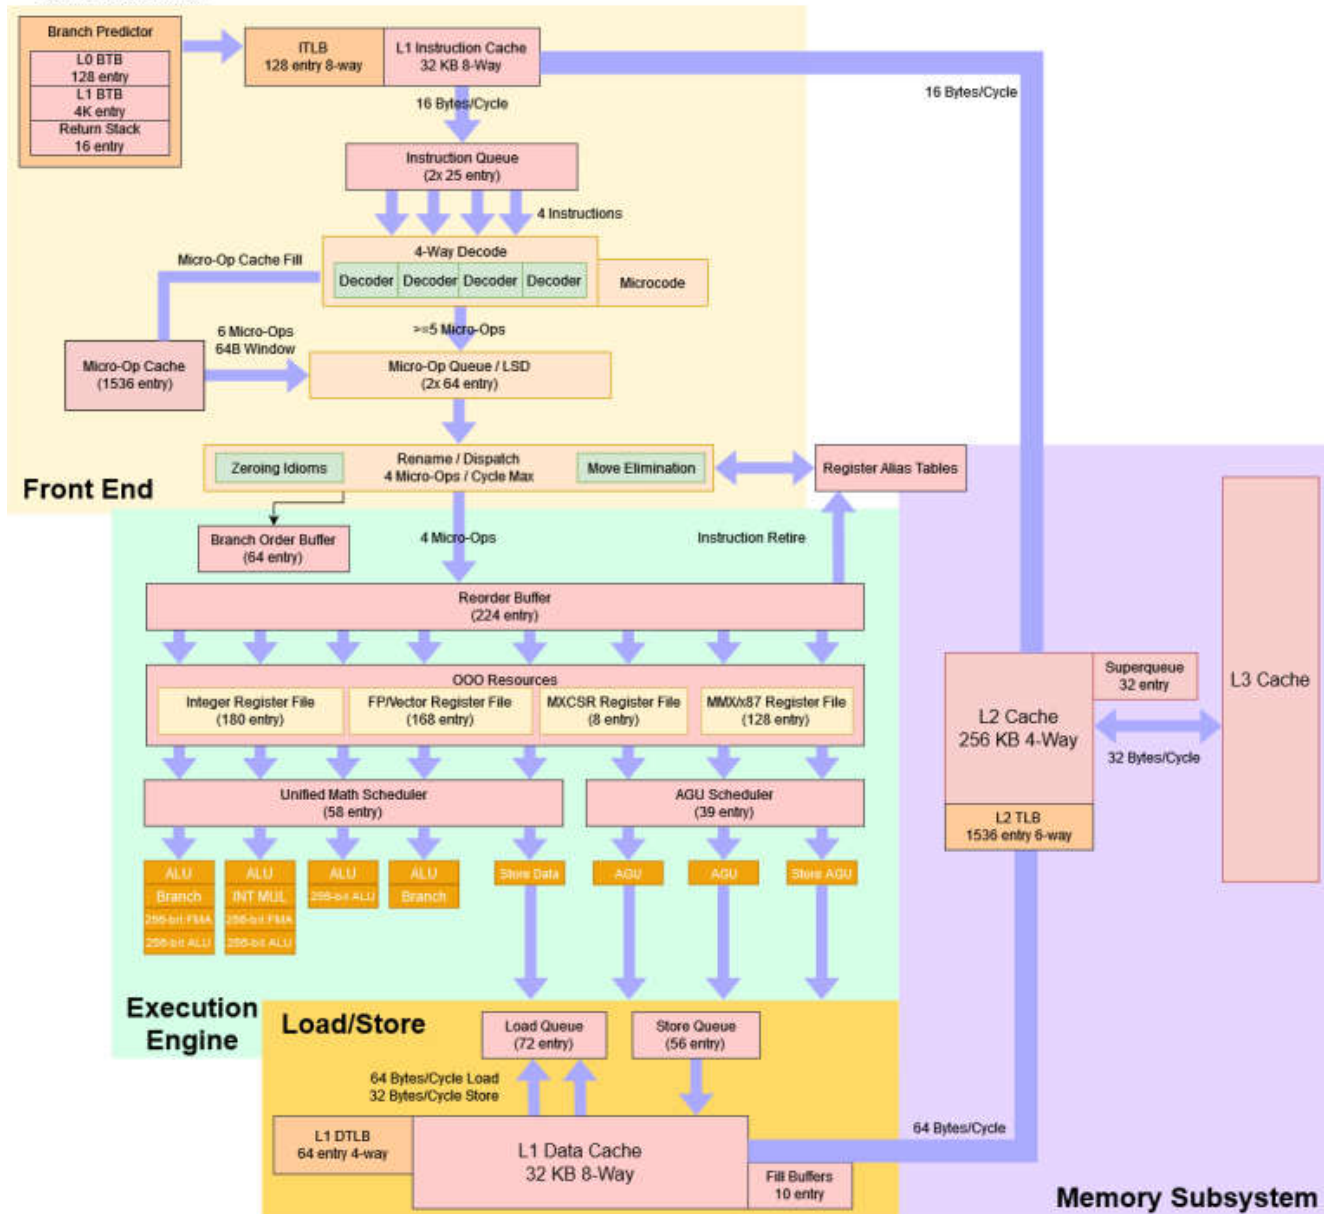 Branch Predictor
L0 BTB
128 entry
L1 BTB
4K entry
Return Stack
16 entry
ITLB
128 entry 8-way
L1 Instruction Cache
32 KB 8-Way
16 Bytes/Cycle
16 Bytes/Cycle
Instruction Queue
(2x 25 entry)
4 Instructions
4-Way Decode
Decoder
Decoder
Decoder
Decoder
Microcode
Micro-Op Cache Fill
>=5 Micro-Ops
6 Micro-Ops
64B Window
Micro-Op Cache
(1536 entry)
Micro-Op Queue / LSD
(2x 64 entry)
Zeroing Idioms
Rename / Dispatch
4 Micro-Ops / Cycle Max
Move Elimination
Register Alias Tables
Front End
Branch Order Buffer
(64 entry)
4 Micro-Ops
Instruction Retire
Reorder Buffer
(224 entry)
OOO Resources
Integer Register File
(180 entry)
FP/Vector Register File
(168 entry)
MXCSR Register File
(8 entry)
MMX/x87 Register File
(128 entry)
Unified Math Scheduler
(58 entry)
AGU Scheduler
(39 entry)
ALU
Branch
256-bit FMA
256-bit ALU
ALU
INT MUL
256-bit FMA
256-bit ALU
ALU
256-bit ALU
ALU
Branch
Store Data
AGU
AGU
Store AGU
Superqueue
32 entry
L2 Cache
256 KB 4-Way
L3 Cache
32 Bytes/Cycle
L2 TLB
1536 entry 6-way
Execution
Engine
Load/Store
Load Queue
(72 entry)
Store Queue
(56 entry)
64 Bytes/Cycle Load
32 Bytes/Cycle Store
L1 DTLB
64 entry 4-way
L1 Data Cache
32 KB 8-Way
64 Bytes/Cycle
Fill Buffers
10 entry
Memory Subsystem